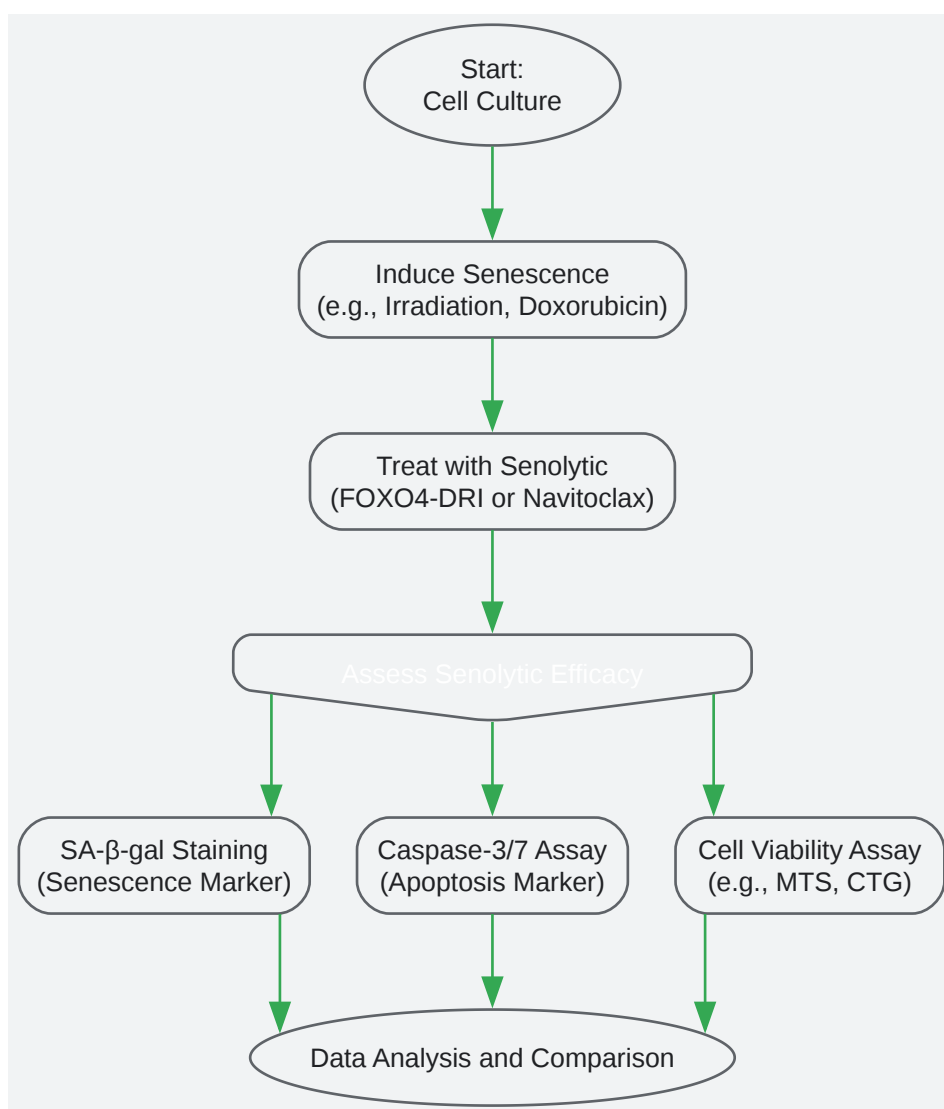 Start:
Cell Culture
Induce Senescence
(e.g., Irradiation, Doxorubicin)
Treat with Senolytic
(FOXO4-DRI or Navitoclax)
Assess Senolytic Efficacy
SA-β-gal Staining
(Senescence Marker)
Caspase-3/7 Assay
(Apoptosis Marker)
Cell Viability Assay
(e.g., MTS, CTG)
Data Analysis and Comparison